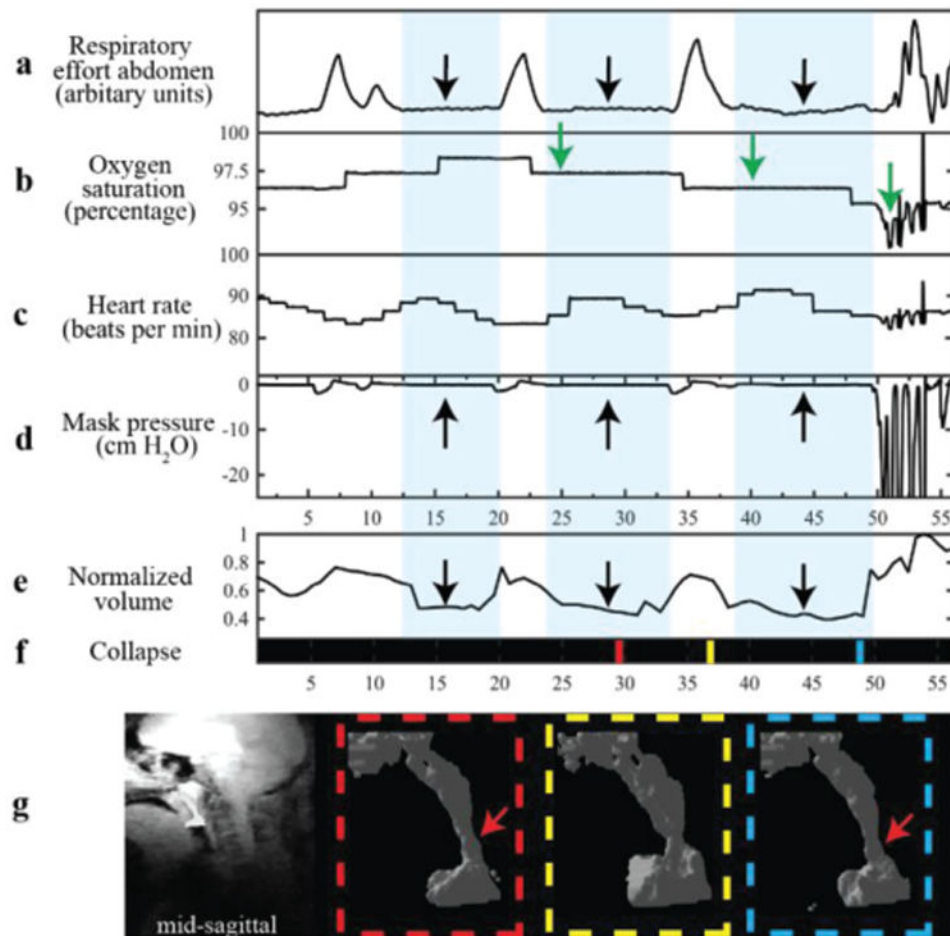 a
Respiratory
effort abdomen
(arbitary units)
100
b
Oxygen
saturation
(percentage)
97.5
95
100
c
Heart rate
(beats per min)
90
80
d
Mask pressure
(cm H₂O)
0
-10
-20
5 10 15 20 25 30 35 40 45 50 55
e
Normalized
volume
1
0.8
0.6
0.4
f
Collapse
5 10 15 20 25 30 35 40 45 50 55
g
mid-sagittal